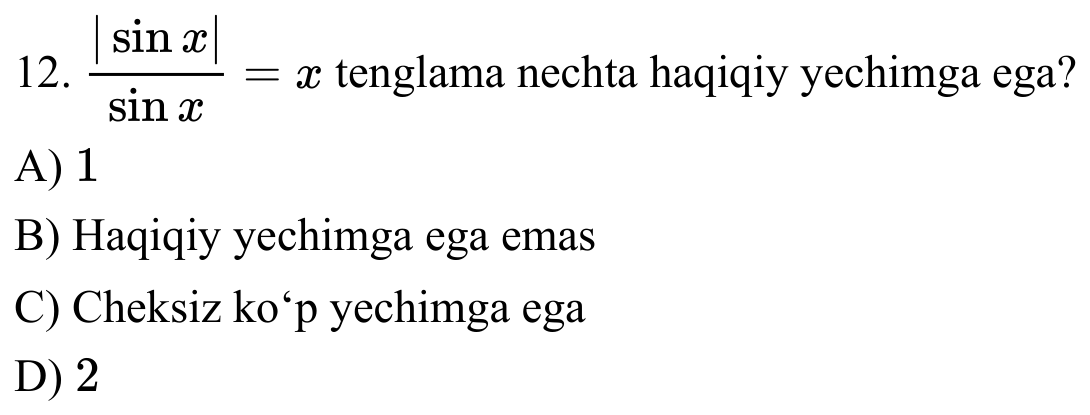 12. |sin x| / sin x = x tenglama nechta haqiqiy yechimga ega?
A) 1
B) Haqiqiy yechimga ega emas
C) Cheksiz ko‘p yechimga ega
D) 2